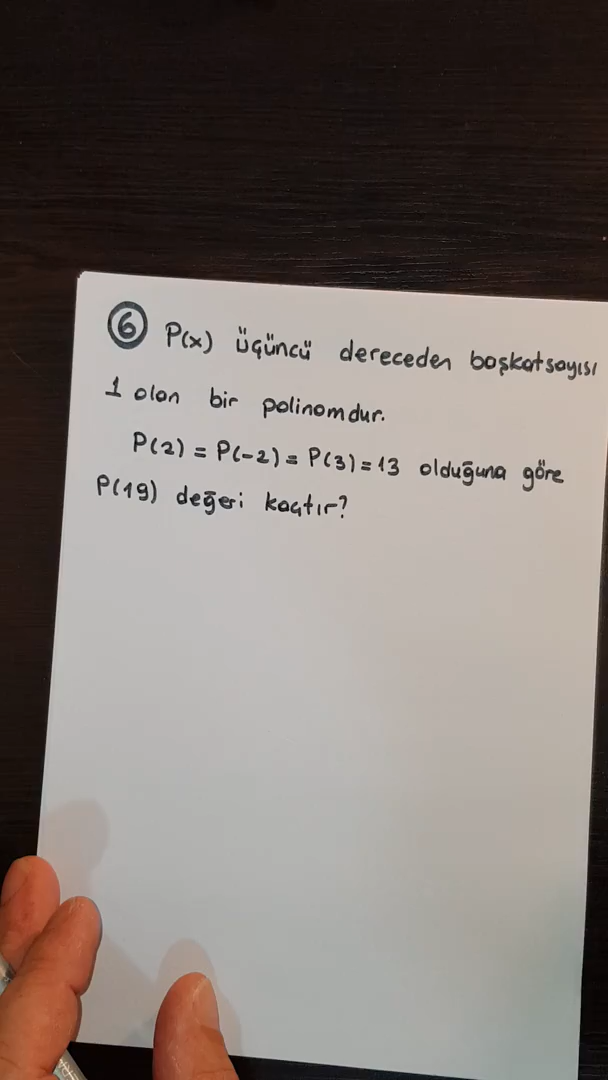 6 P(x) üçüncü dereceden başkatsayısı
1 olan bir polinomdur.
P(2) = P(-2) = P(3) = 13 olduğuna göre
P(19) değeri kaçtır?